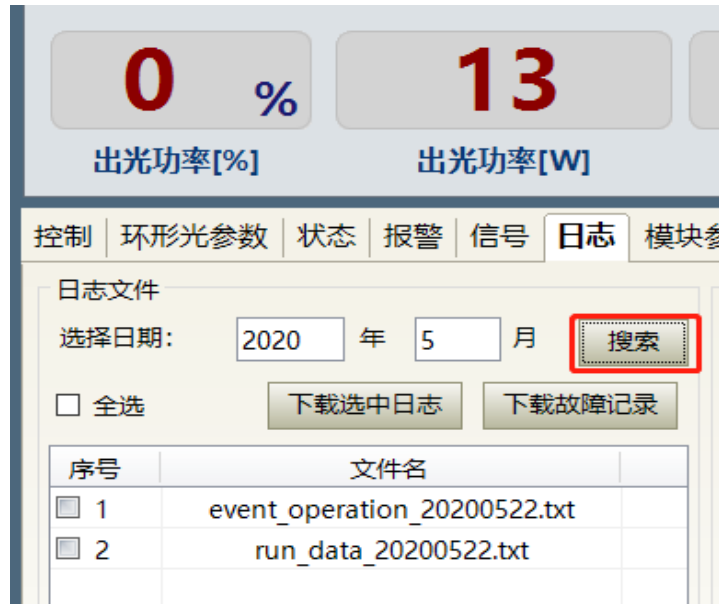 0 % 13
出光功率[%] 出光功率[W]
控制 环形光参数 状态 报警 信号 日志 模块参
日志文件
选择日期： 2020 年 5 月 搜索
全选 下载选中日志 下载故障记录
序号 文件名
1 event_operation_20200522.txt
2 run_data_20200522.txt